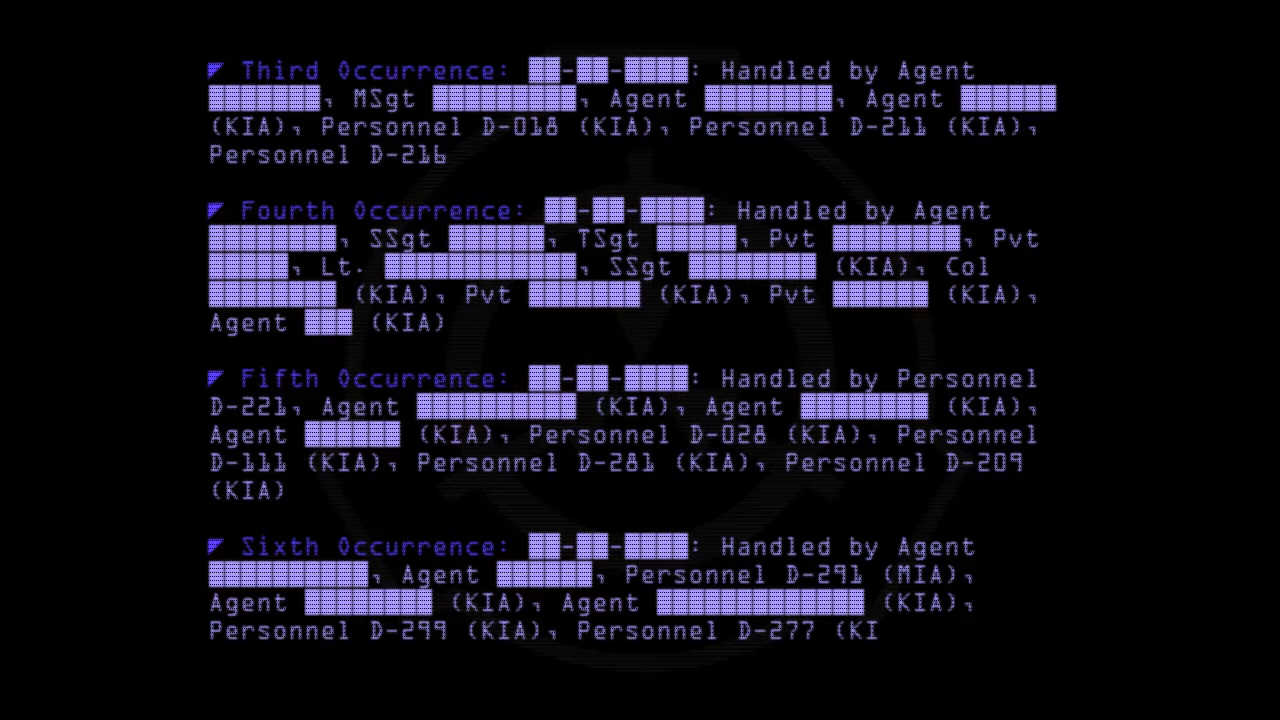 ◤ Third Occurrence: ██-██-████: Handled by Agent
███████, MSgt █████████, Agent ████████, Agent ██████
(KIA), Personnel D-018 (KIA), Personnel D-211 (KIA),
Personnel D-216
◤ Fourth Occurrence: ██-██-████: Handled by Agent
████████, SSgt ██████, TSgt █████, Pvt ████████, Pvt
█████, Lt. ████████████, SSgt ████████ (KIA), Col
████████ (KIA), Pvt ███████ (KIA), Pvt ██████ (KIA),
Agent ███ (KIA)
◤ Fifth Occurrence: ██-██-████: Handled by Personnel
D-221, Agent ██████████ (KIA), Agent ████████ (KIA),
Agent ██████ (KIA), Personnel D-028 (KIA), Personnel
D-111 (KIA), Personnel D-281 (KIA), Personnel D-209
(KIA)
◤ Sixth Occurrence: ██-██-████: Handled by Agent
██████████, Agent ██████, Personnel D-291 (MIA),
Agent ████████ (KIA), Agent █████████████ (KIA),
Personnel D-299 (KIA), Personnel D-277 (KI